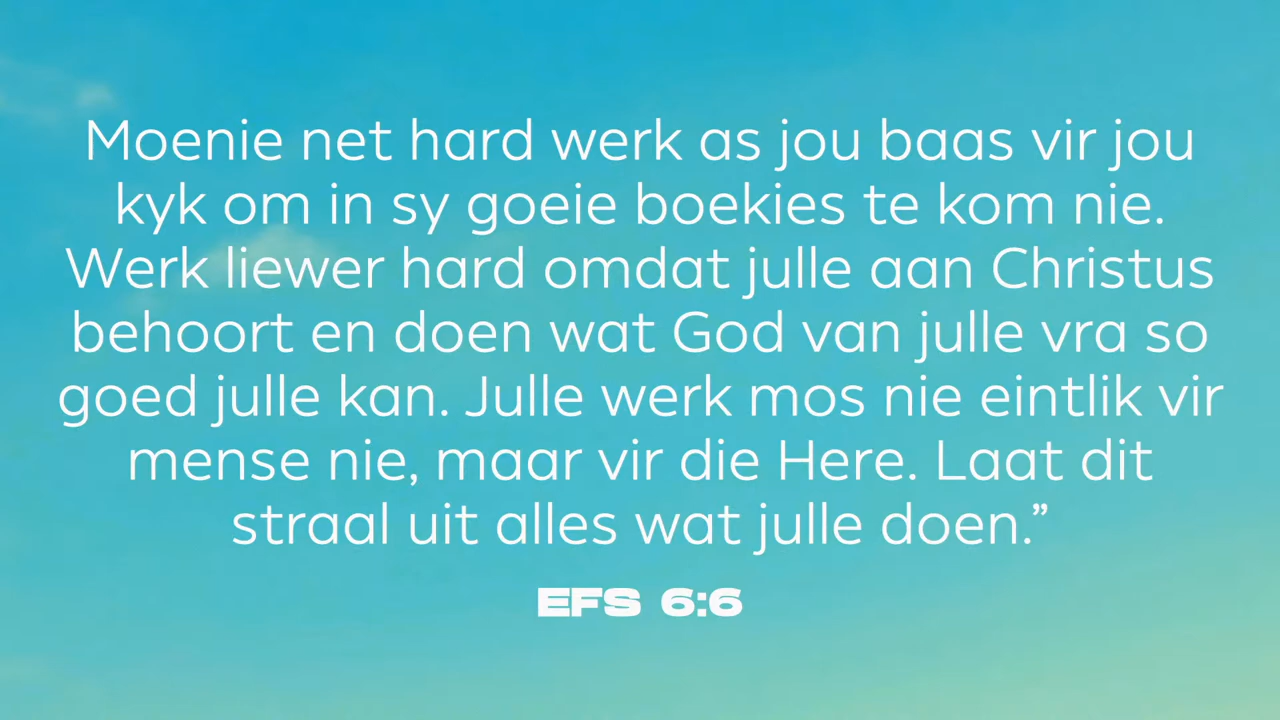 Moenie net hard werk as jou baas vir jou
kyk om in sy goeie boekies te kom nie.
Werk liewer hard omdat julle aan Christus
behoort en doen wat God van julle vra so
goed julle kan. Julle werk mos nie eintlik vir
mense nie, maar vir die Here. Laat dit
straal uit alles wat julle doen.”
EFS 6:6